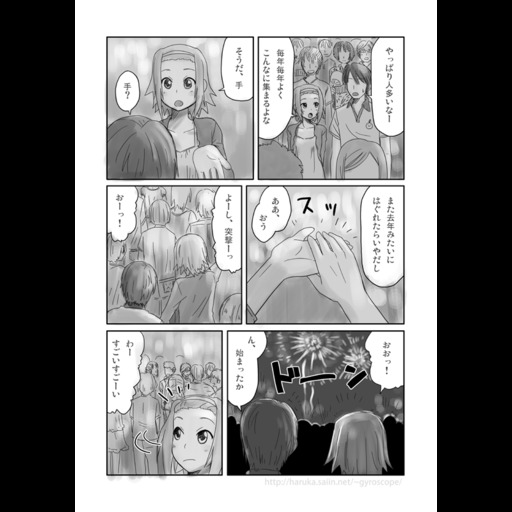 やっぱり人多いなー
毎年毎年よく
こんなに集まるよな
そうだ、手
手？
また去年みたいに
はぐれたらいやだし
スッ
ああ、
おう
よーし、突撃ーっ
おーっ！
おおっ！
ドーン
ん、
始まったか
わー
すごいすごーい
http://haruka.saiin.net/~gyroscope/